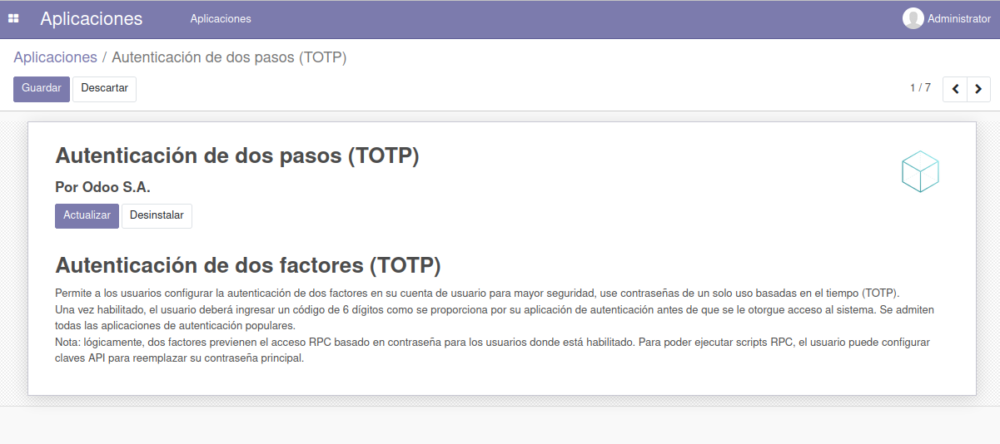 Aplicaciones Aplicaciones Administrator
Aplicaciones / Autenticación de dos pasos (TOTP)
Guardar Descartar 1 / 7
Autenticación de dos pasos (TOTP)
Por Odoo S.A.
Actualizar Desinstalar
Autenticación de dos factores (TOTP)
Permite a los usuarios configurar la autenticación de dos factores en su cuenta de usuario para mayor seguridad, use contraseñas de un solo uso basadas en el tiempo (TOTP).
Una vez habilitado, el usuario deberá ingresar un código de 6 dígitos como se proporciona por su aplicación de autenticación antes de que se le otorgue acceso al sistema. Se admiten
todas las aplicaciones de autenticación populares.
Nota: lógicamente, dos factores previenen el acceso RPC basado en contraseña para los usuarios donde está habilitado. Para poder ejecutar scripts RPC, el usuario puede configurar
claves API para reemplazar su contraseña principal.